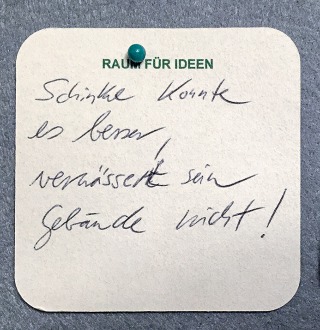 RAUM FÜR IDEEN
Schinkel konnte
es besser,
verwässert sein
Gebäude nicht!